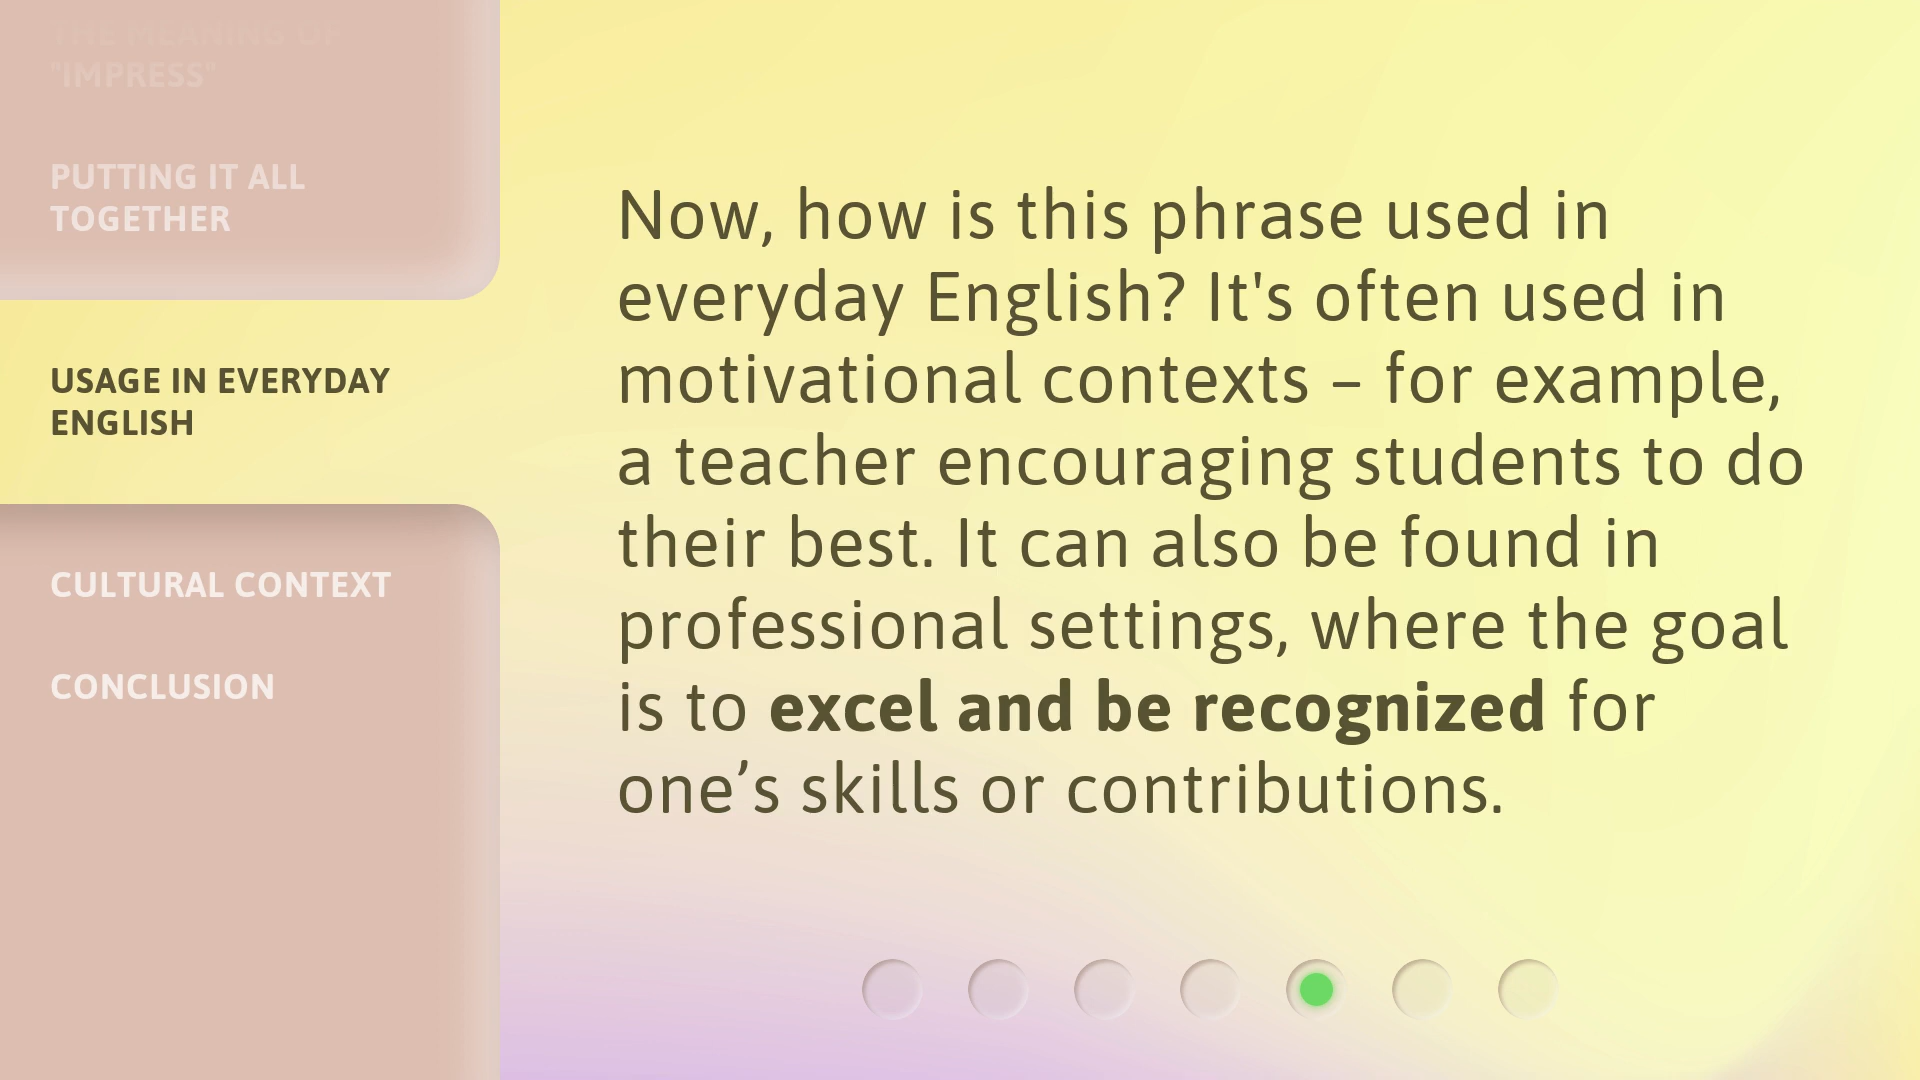 THE MEANING OF
"IMPRESS"
PUTTING IT ALL
TOGETHER
USAGE IN EVERYDAY
ENGLISH
CULTURAL CONTEXT
CONCLUSION
Now, how is this phrase used in
everyday English? It's often used in
motivational contexts – for example,
a teacher encouraging students to do
their best. It can also be found in
professional settings, where the goal
is to excel and be recognized for
one’s skills or contributions.